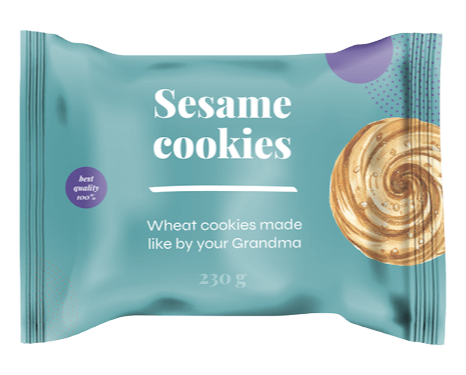 Sesame
cookies
best
quality
100%
Wheat cookies made
like by your Grandma
230 g